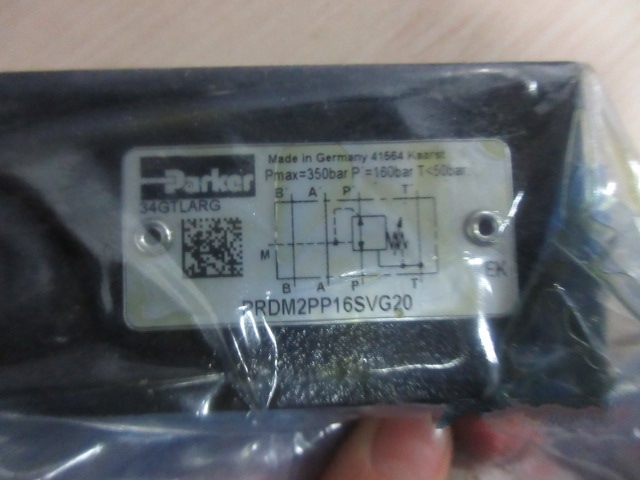 Made in Germany 41564 Kaarst
Parker
Pmax=350bar P'=160bar T<50bar
34GTLARG
B' A' P' T'
M
B A P T
EK
PRDM2PP16SVG20